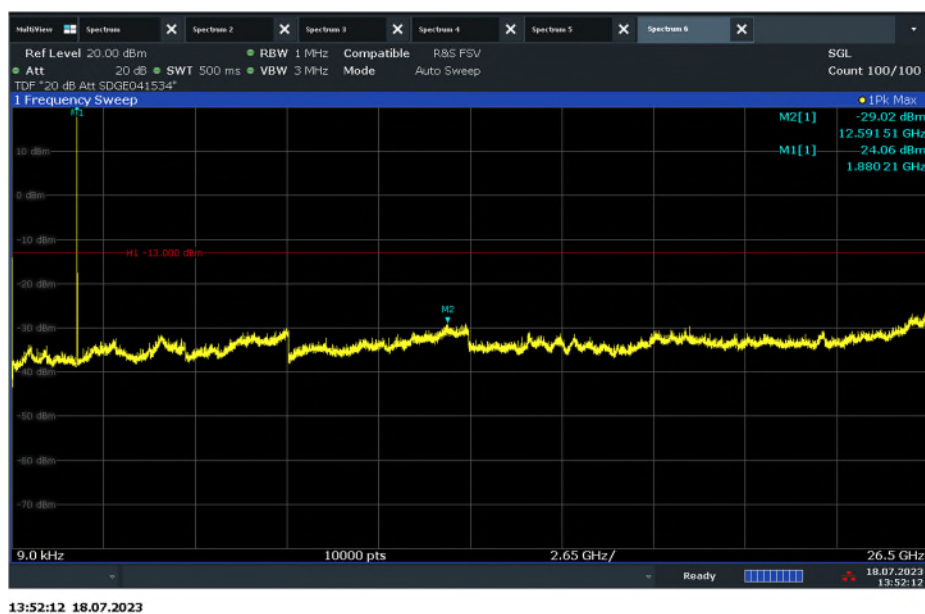 MultiView Spectrum Spectrum 2 Spectrum 3 Spectrum 4 Spectrum 5 Spectrum 6
Ref Level 20.00 dBm RBW 1 MHz Compatible R&S FSV SGL
Att 20 dB SWT 500 ms VBW 3 MHz Mode Auto Sweep Count 100/100
TDF "20 dB Att SDGE041534"
1 Frequency Sweep 1Pk Max
M1 M2[1] -29.02 dBm
12.591 51 GHz
10 dBm M1[1] 24.06 dBm
1.880 21 GHz
0 dBm
-10 dBm
H1 -13.000 dBm
-20 dBm
M2
-30 dBm
-40 dBm
-50 dBm
-60 dBm
-70 dBm
9.0 kHz 10000 pts 2.65 GHz/ 26.5 GHz
Ready 18.07.2023
13:52:12
13:52:12 18.07.2023